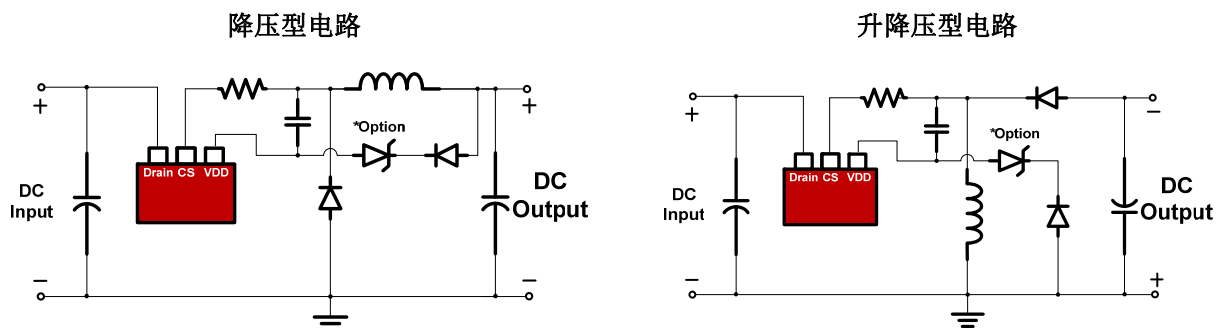 降压型电路
+
+
*Option
Drain CS VDD
DC
Input
DC
Output
−
−
升降压型电路
+
−
*Option
Drain CS VDD
DC
Input
DC
Output
−
+